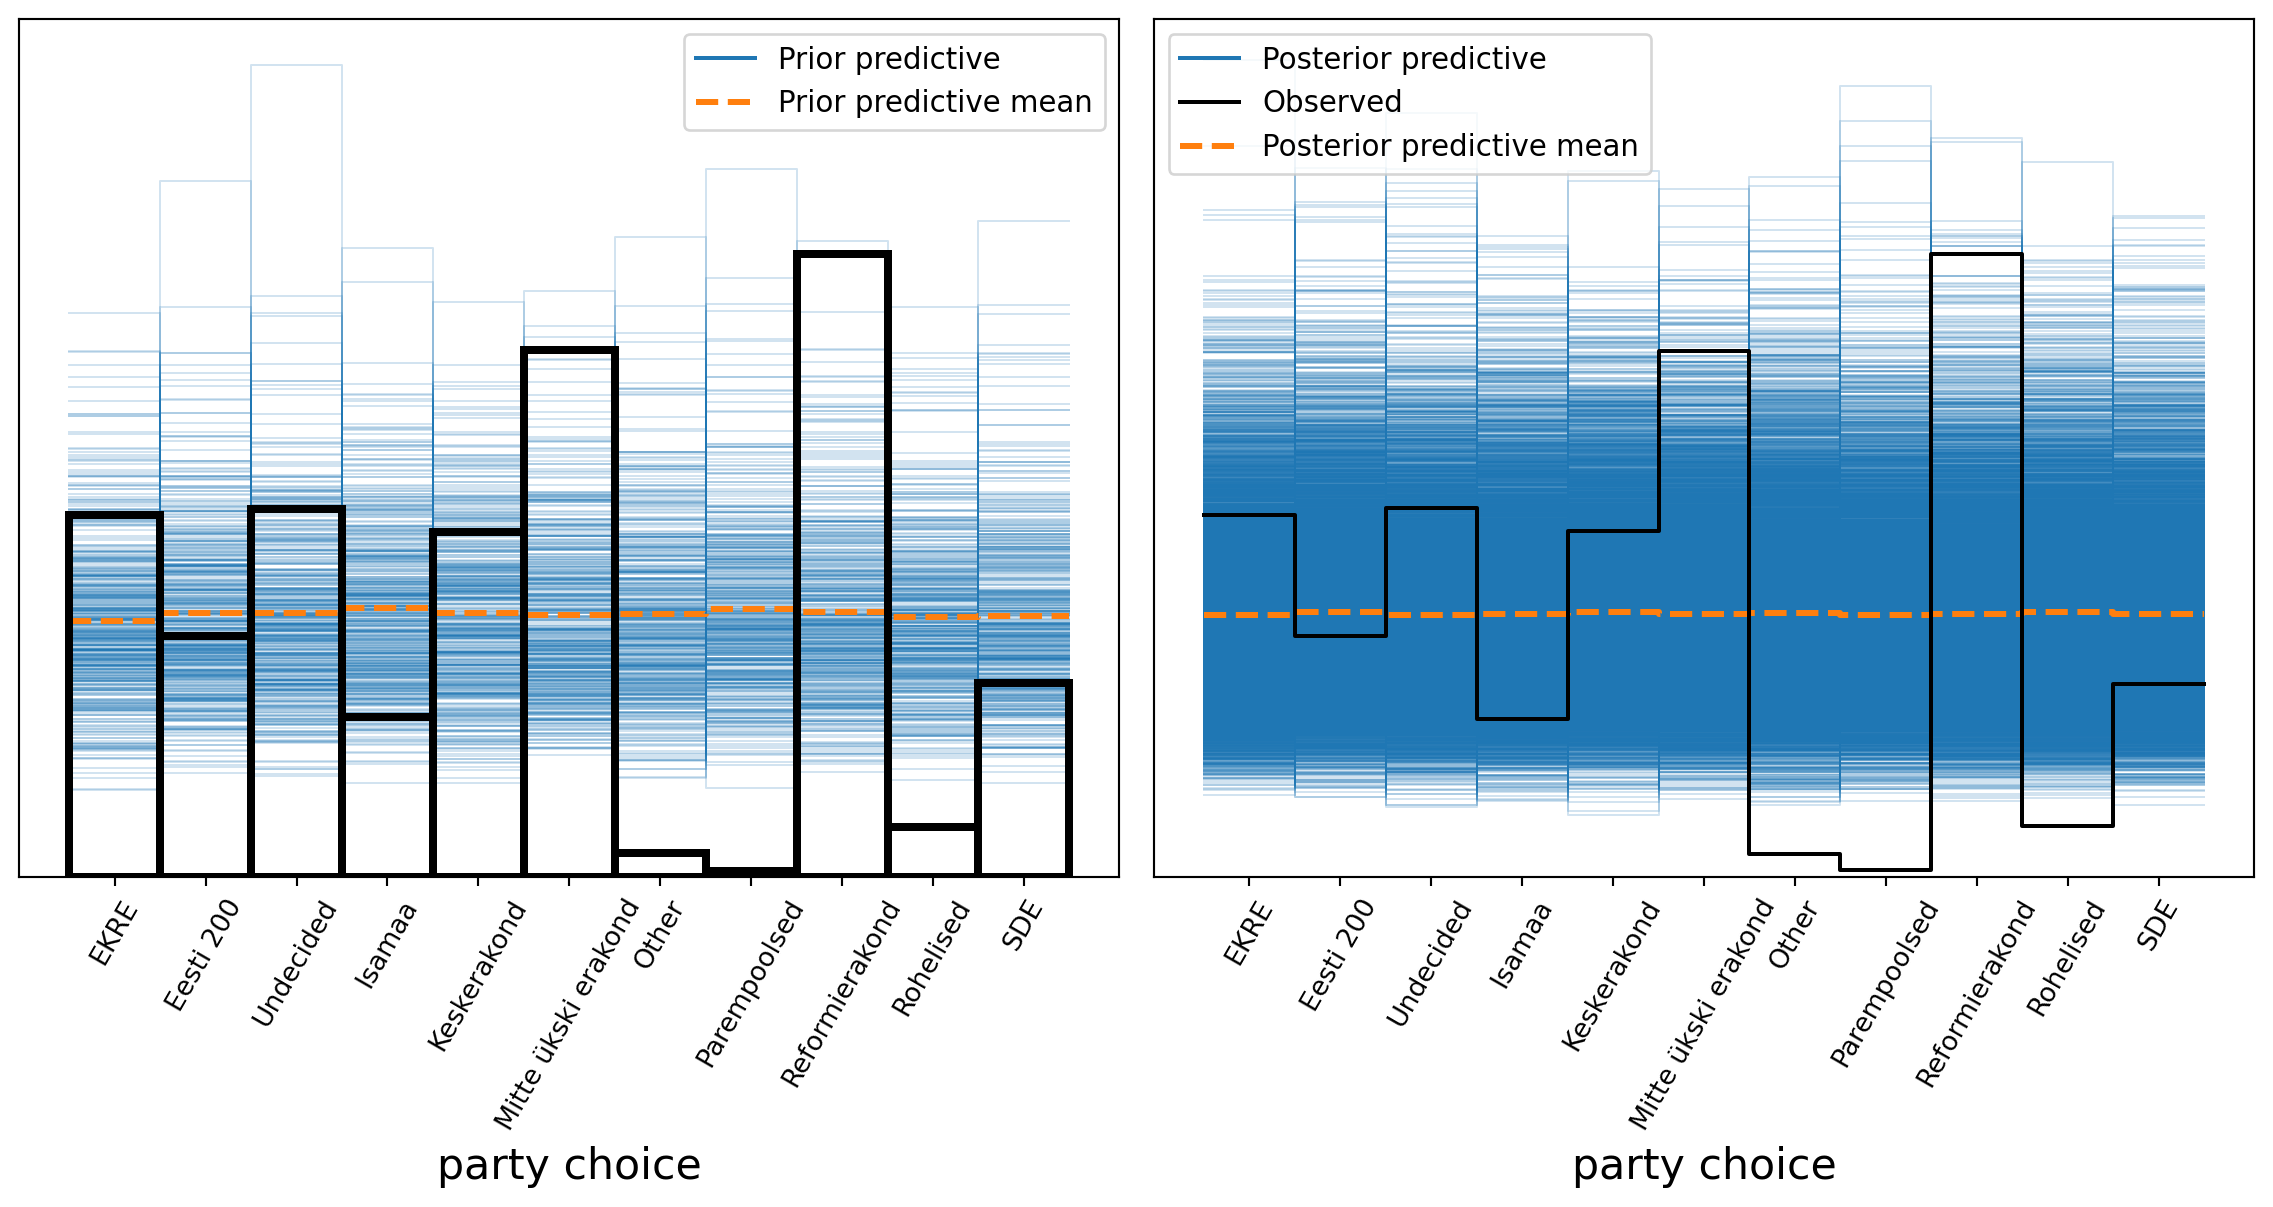 Prior predictive
Prior predictive mean
EKRE
Eesti 200
Undecided
Isamaa
Keskerakond
Mitte ükski erakond
Other
Parempoolsed
Reformierakond
Rohelised
SDE
party choice
Posterior predictive
Observed
Posterior predictive mean
EKRE
Eesti 200
Undecided
Isamaa
Keskerakond
Mitte ükski erakond
Other
Parempoolsed
Reformierakond
Rohelised
SDE
party choice